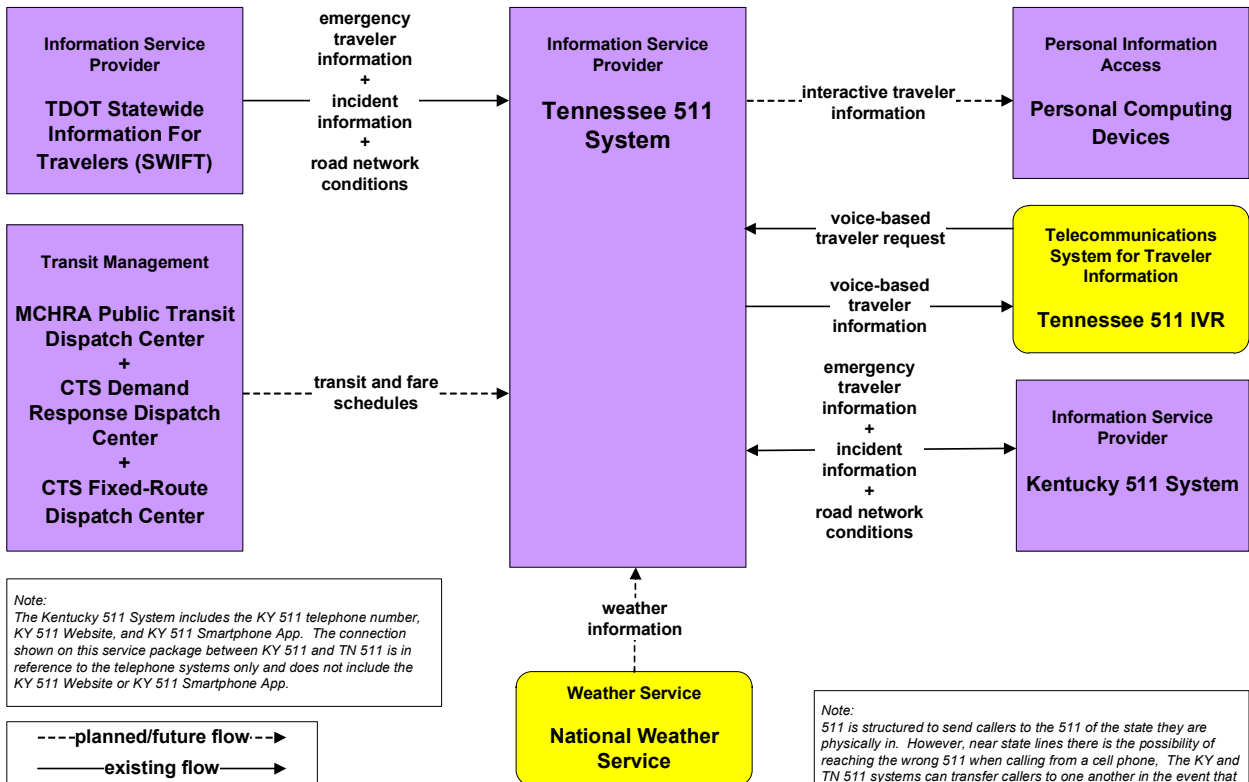 Information Service
Provider
TDOT Statewide
Information For
Travelers (SWIFT)
emergency
traveler
information
+
incident
information
+
road network
conditions
Information Service
Provider
Tennessee 511
System
interactive traveler
information
Personal Information
Access
Personal Computing
Devices
Transit Management
MCHRA Public Transit
Dispatch Center
+
CTS Demand
Response Dispatch
Center
+
CTS Fixed-Route
Dispatch Center
transit and fare
schedules
voice-based
traveler request
voice-based
traveler
information
Telecommunications
System for Traveler
Information
Tennessee 511 IVR
emergency
traveler
information
+
incident
information
+
road network
conditions
Information Service
Provider
Kentucky 511 System
Note:
The Kentucky 511 System includes the KY 511 telephone number,
KY 511 Website, and KY 511 Smartphone App. The connection
shown on this service package between KY 511 and TN 511 is in
reference to the telephone systems only and does not include the
KY 511 Website or KY 511 Smartphone App.
weather
information
Weather Service
National Weather
Service
planned/future flow
existing flow
Note:
511 is structured to send callers to the 511 of the state they are
physically in. However, near state lines there is the possibility of
reaching the wrong 511 when calling from a cell phone, The KY and
TN 511 systems can transfer callers to one another in the event that